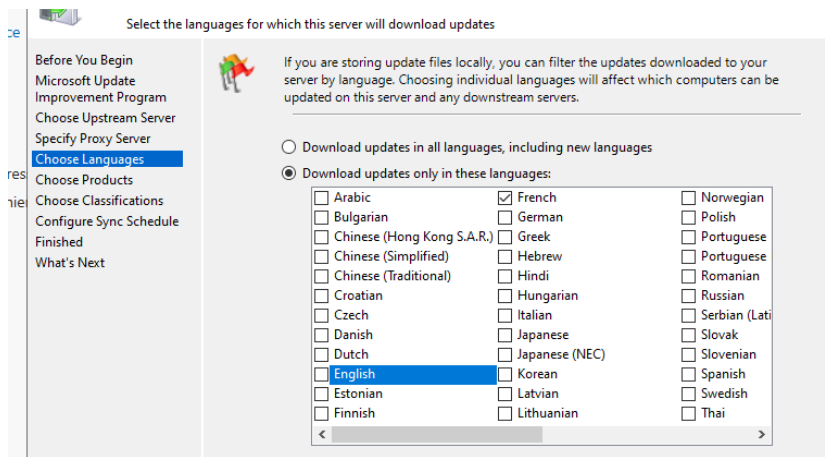 Select the languages for which this server will download updates
ce
Before You Begin
Microsoft Update
Improvement Program
Choose Upstream Server
Specify Proxy Server
Choose Languages
Choose Products
Choose Classifications
Configure Sync Schedule
Finished
What's Next
res
nie
If you are storing update files locally, you can filter the updates downloaded to your
server by language. Choosing individual languages will affect which computers can be
updated on this server and any downstream servers.
Download updates in all languages, including new languages
Download updates only in these languages:
Arabic
Bulgarian
Chinese (Hong Kong S.A.R.)
Chinese (Simplified)
Chinese (Traditional)
Croatian
Czech
Danish
Dutch
English
Estonian
Finnish
French
German
Greek
Hebrew
Hindi
Hungarian
Italian
Japanese
Japanese (NEC)
Korean
Latvian
Lithuanian
Norwegian
Polish
Portuguese
Portuguese
Romanian
Russian
Serbian (Lati
Slovak
Slovenian
Spanish
Swedish
Thai